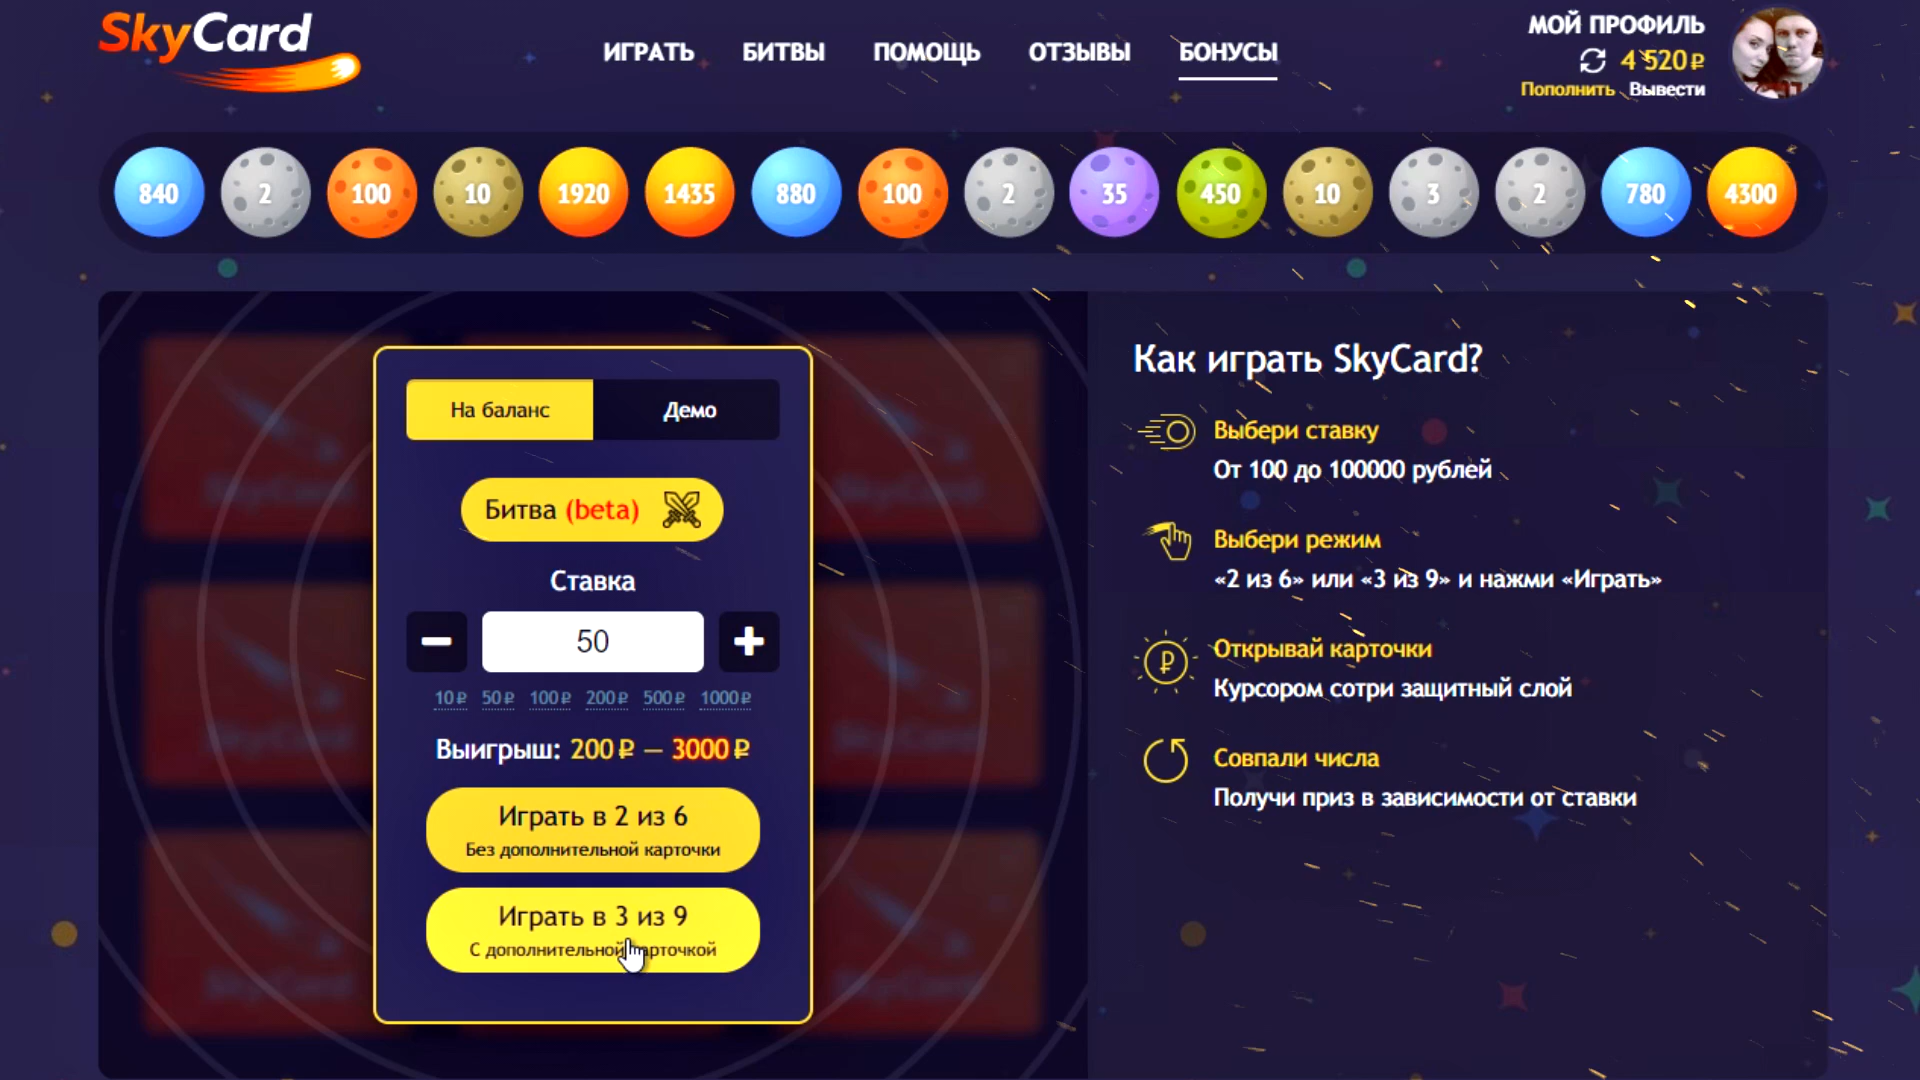 SkyCard
ИГРАТЬ
БИТВЫ
ПОМОЩЬ
ОТЗЫВЫ
БОНУСЫ
МОЙ ПРОФИЛЬ
4 520 ₽
Пополнить Вывести
840 2 100 10 1920 1435 880 100 2 35 450 10 3 2 780 4300
На баланс
Демо
Битва (beta)
Ставка
50
10₽ 50₽ 100₽ 200₽ 500₽ 1000₽
Выигрыш: 200₽ — 3000₽
Играть в 2 из 6
Без дополнительной карточки
Играть в 3 из 9
С дополнительной карточкой
Как играть SkyCard?
Выбери ставку
От 100 до 100000 рублей
Выбери режим
«2 из 6» или «3 из 9» и нажми «Играть»
₽
Открывай карточки
Курсором сотри защитный слой
Совпали числа
Получи приз в зависимости от ставки